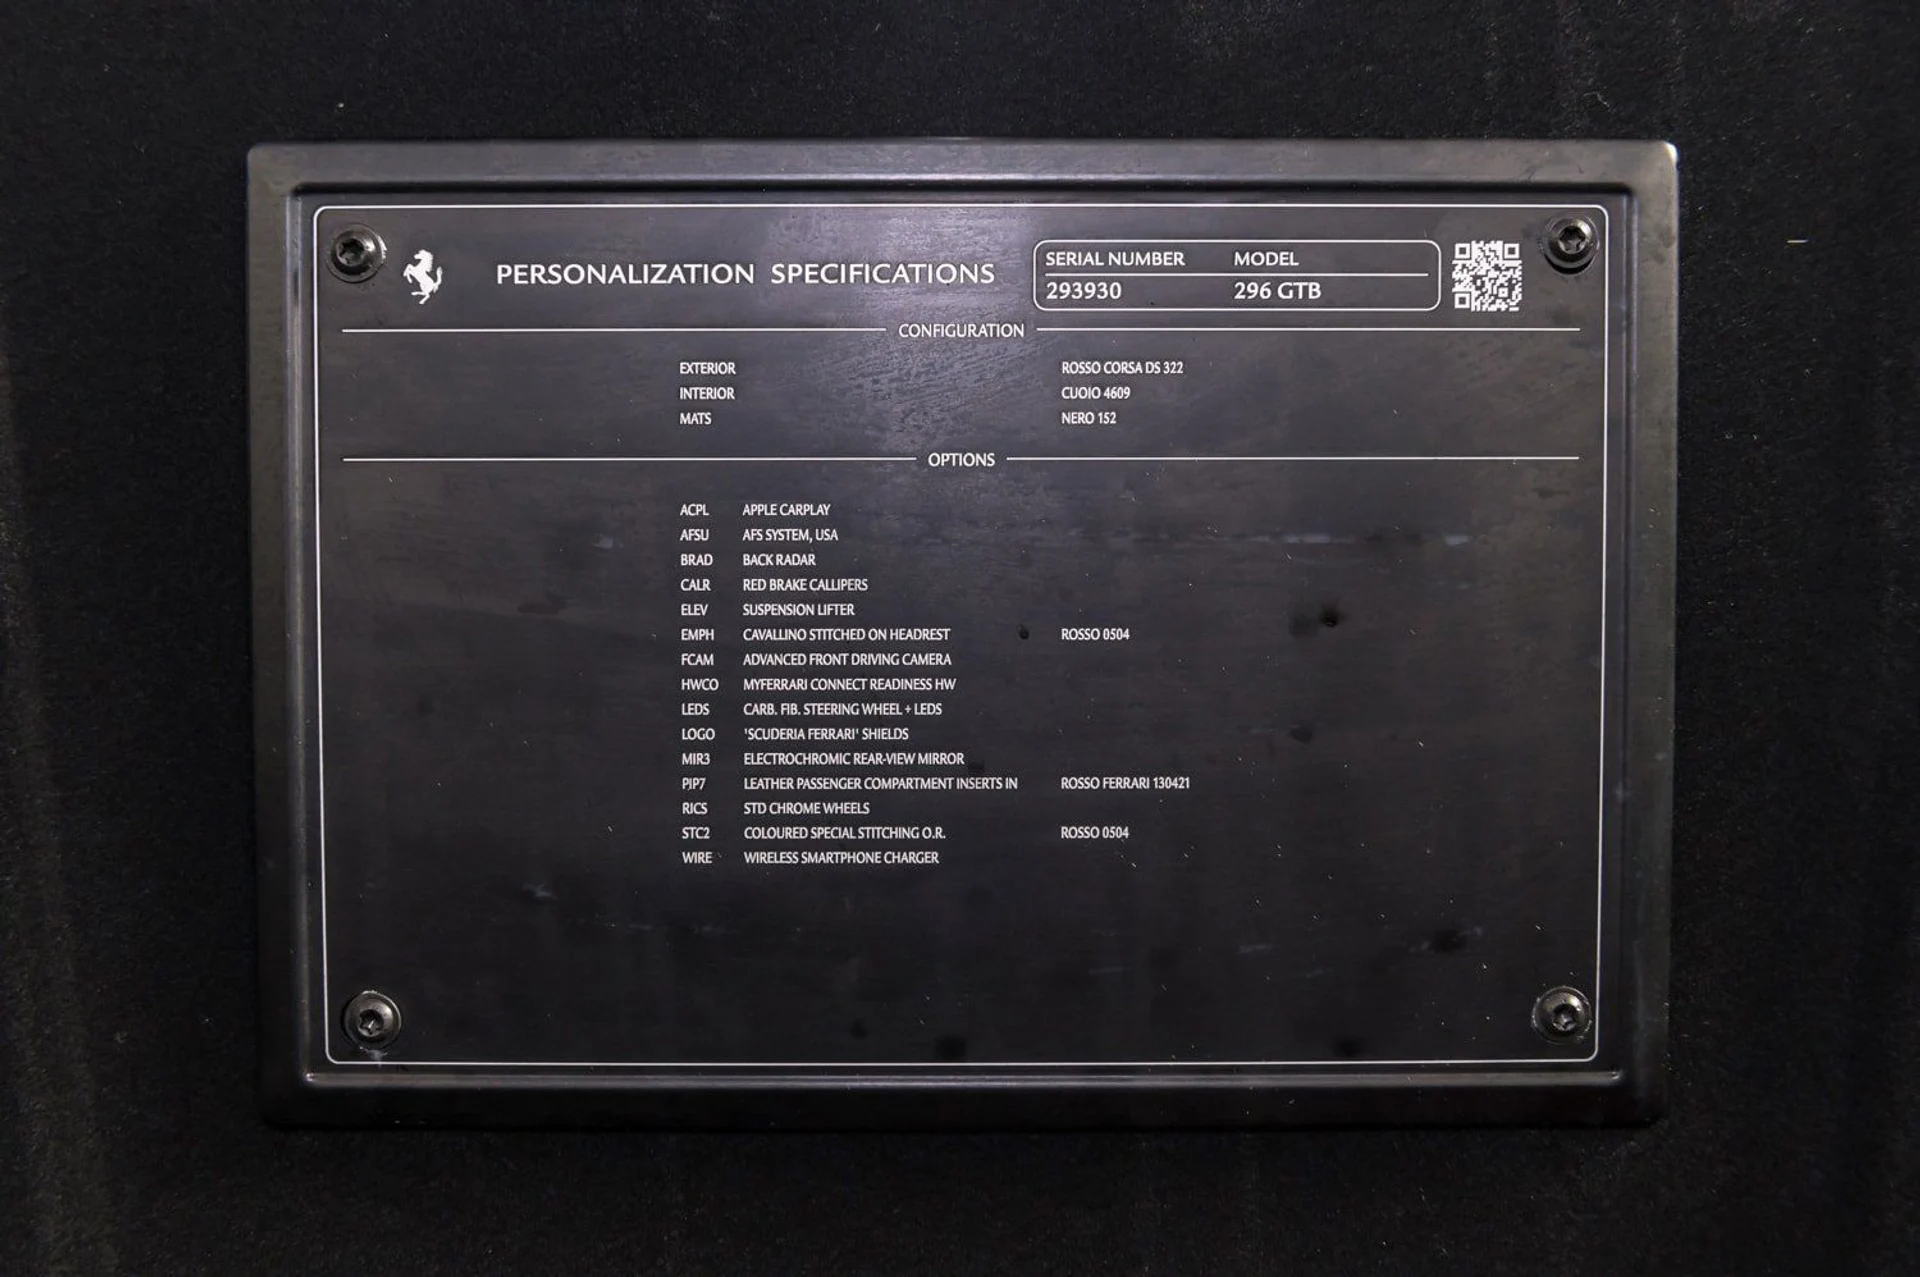 PERSONALIZATION SPECIFICATIONS
SERIAL NUMBER MODEL
293930 296 GTB
CONFIGURATION
EXTERIOR ROSSO CORSA DS 322
INTERIOR CUOIO 4609
MATS NERO 152
OPTIONS
ACPL APPLE CARPLAY
AFSU AFS SYSTEM, USA
BRAD BACK RADAR
CALR RED BRAKE CALLIPERS
ELEV SUSPENSION LIFTER
EMPH CAVALLINO STITCHED ON HEADREST ROSSO 0504
FCAM ADVANCED FRONT DRIVING CAMERA
HWCO MYFERRARI CONNECT READINESS HW
LEDS CARB. FIB. STEERING WHEEL + LEDS
LOGO 'SCUDERIA FERRARI' SHIELDS
MIR3 ELECTROCHROMIC REAR-VIEW MIRROR
PJP7 LEATHER PASSENGER COMPARTMENT INSERTS IN ROSSO FERRARI 130421
RICS STD CHROME WHEELS
STC2 COLOURED SPECIAL STITCHING O.R. ROSSO 0504
WIRE WIRELESS SMARTPHONE CHARGER